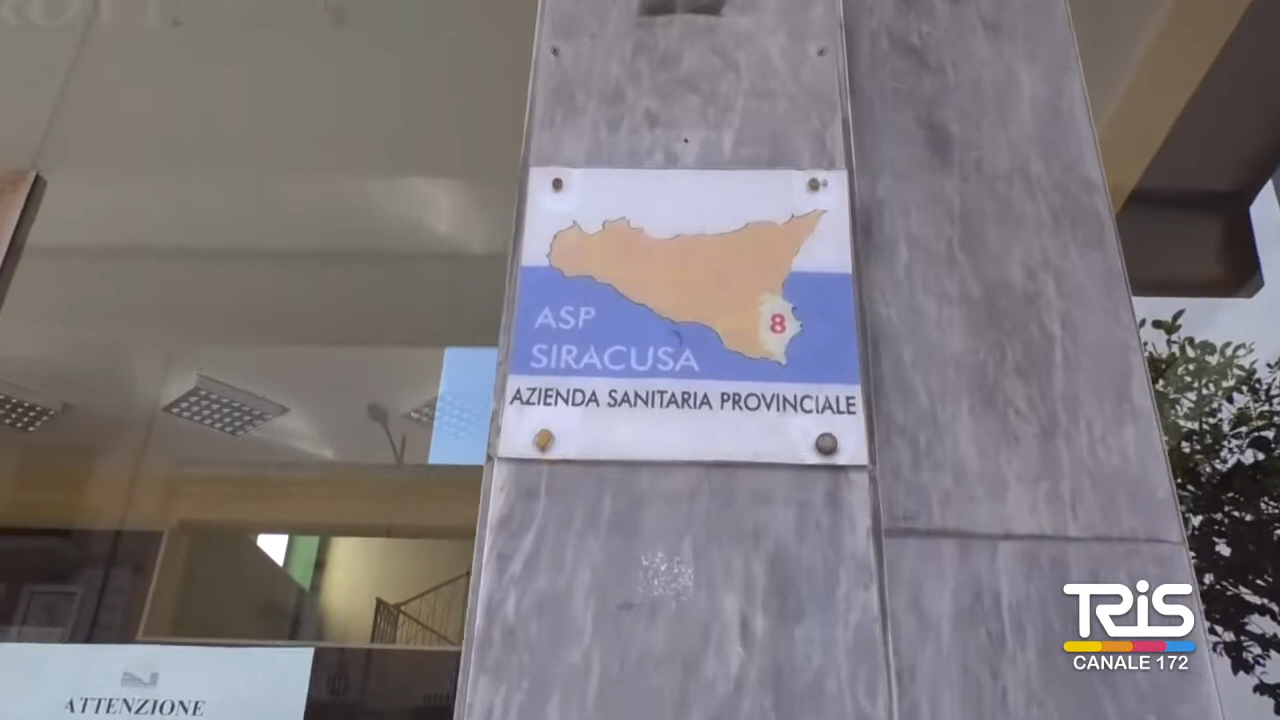 8
ASP
SIRACUSA
AZIENDA SANITARIA PROVINCIALE
ATTENZIONE
TRIS
CANALE 172